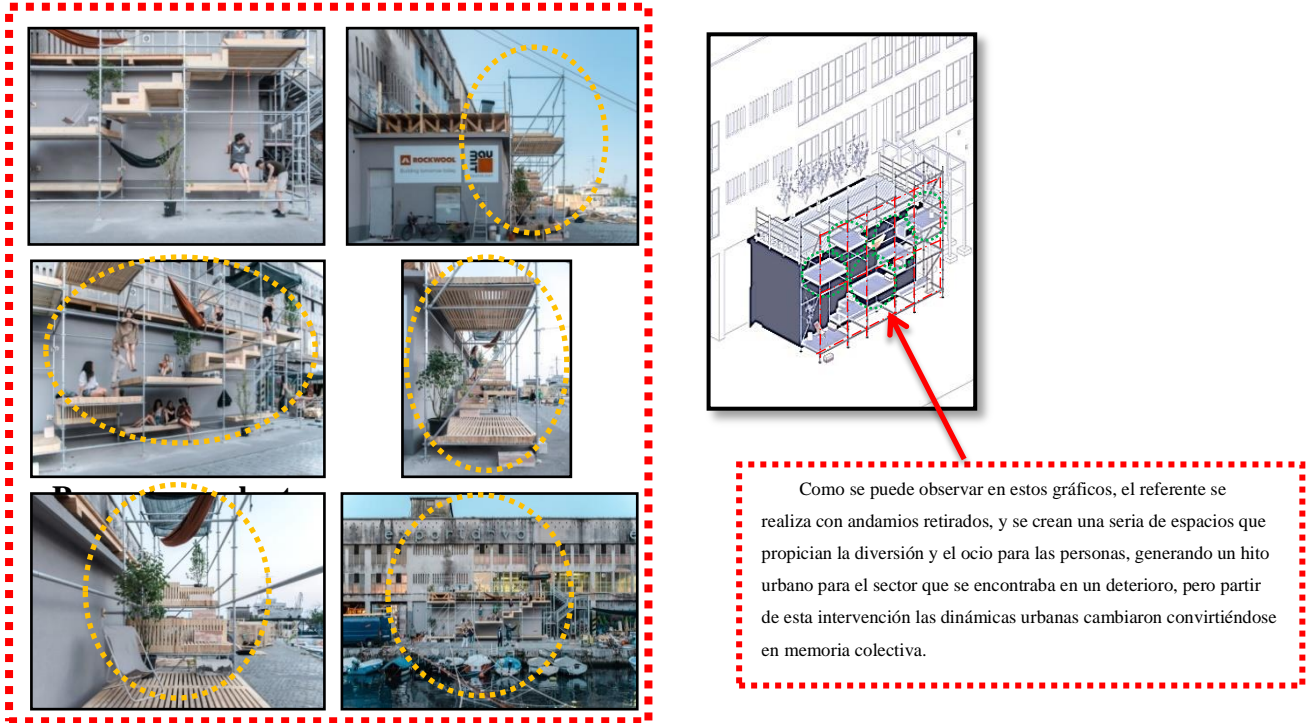 ROCKWOOL
Building tomorrow today
Bau
Como se puede observar en estos gráficos, el referente se
realiza con andamios retirados, y se crean una seria de espacios que
propician la diversión y el ocio para las personas, generando un hito
urbano para el sector que se encontraba en un deterioro, pero partir
de esta intervención las dinámicas urbanas cambiaron convirtiéndose
en memoria colectiva.